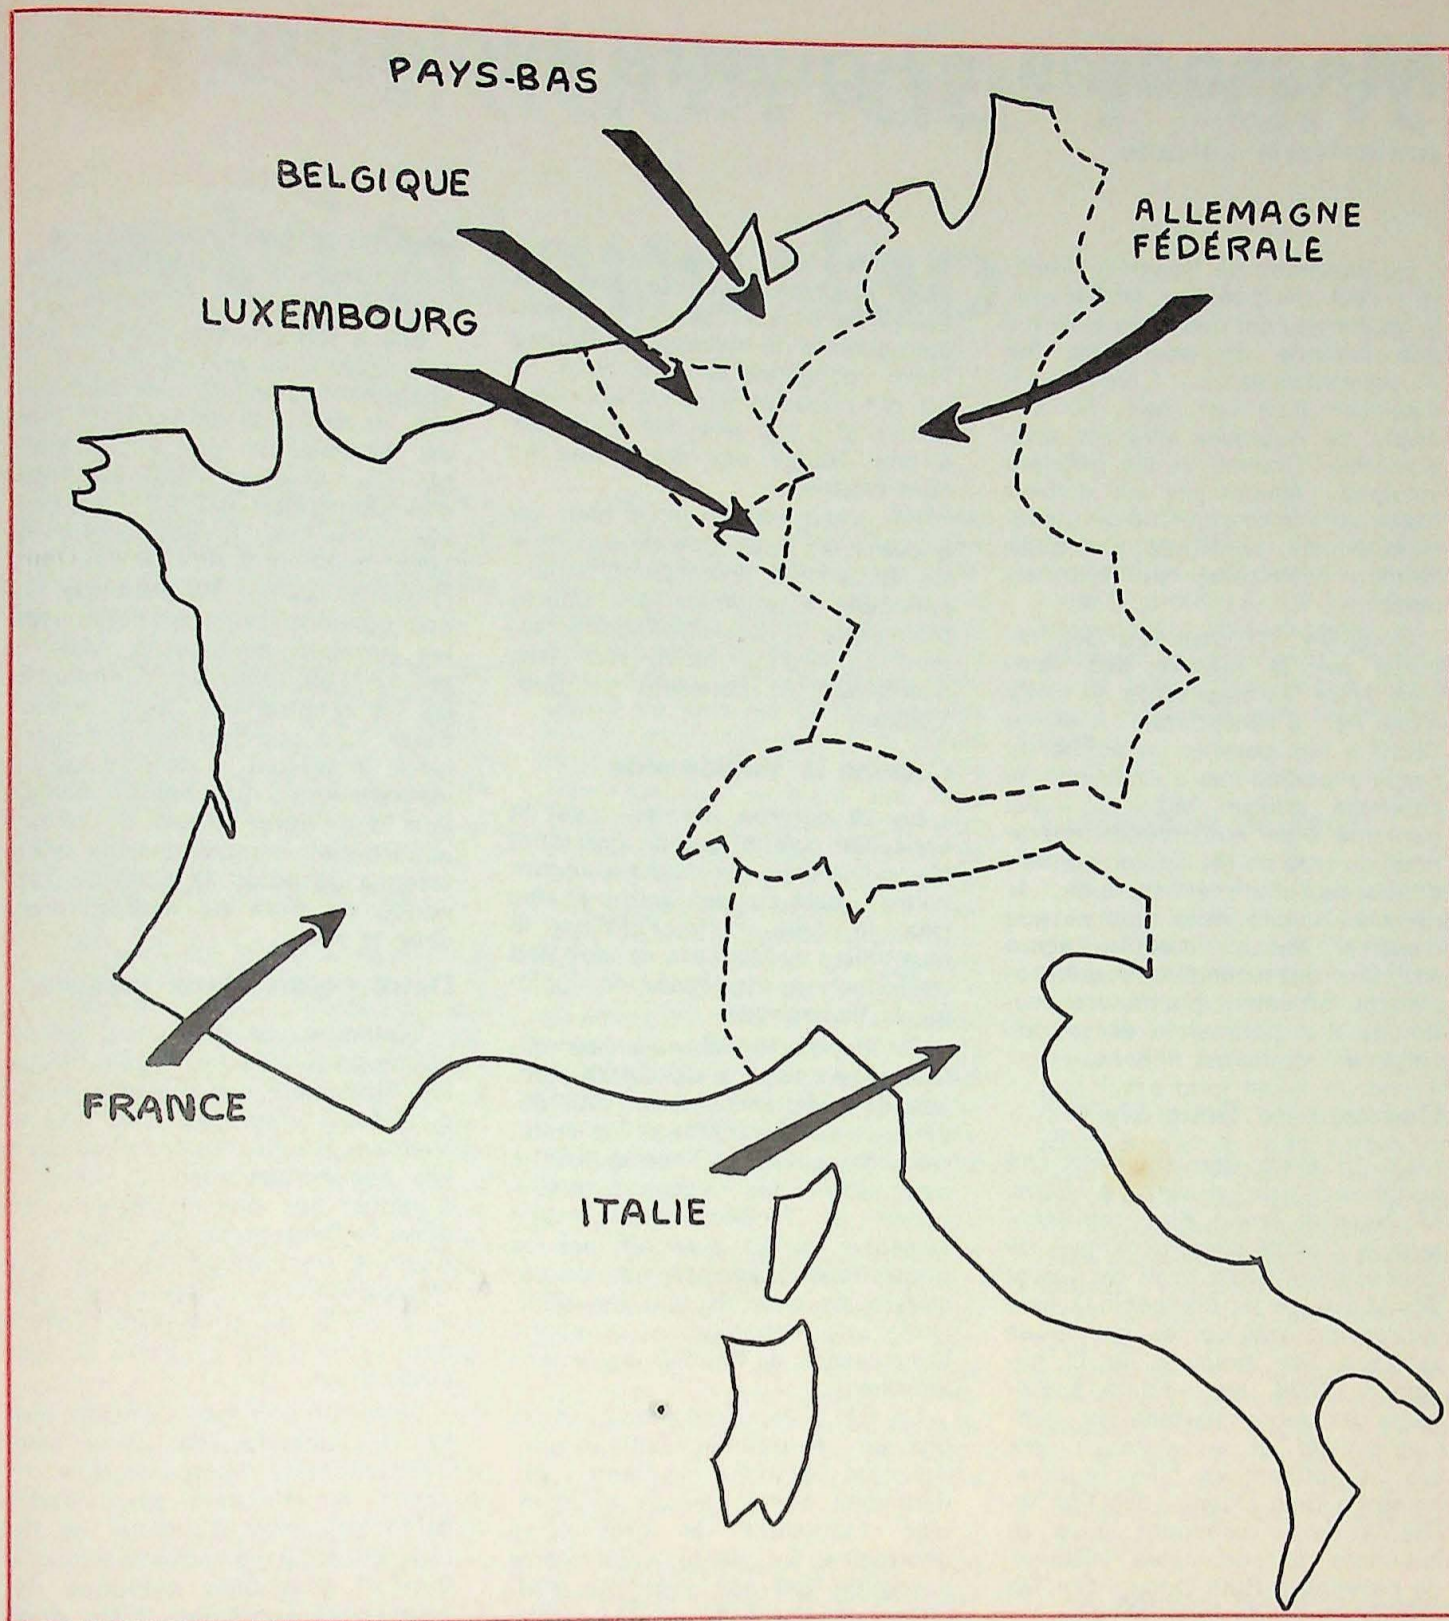 PAYS-BAS
BELGIQUE
ALLEMAGNE
FÉDÉRALE
LUXEMBOURG
FRANCE
ITALIE